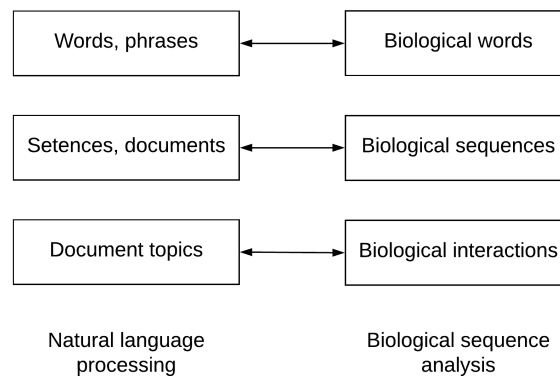 Words, phrases
Biological words
Setences, documents
Biological sequences
Document topics
Biological interactions
Natural language
processing
Biological sequence
analysis